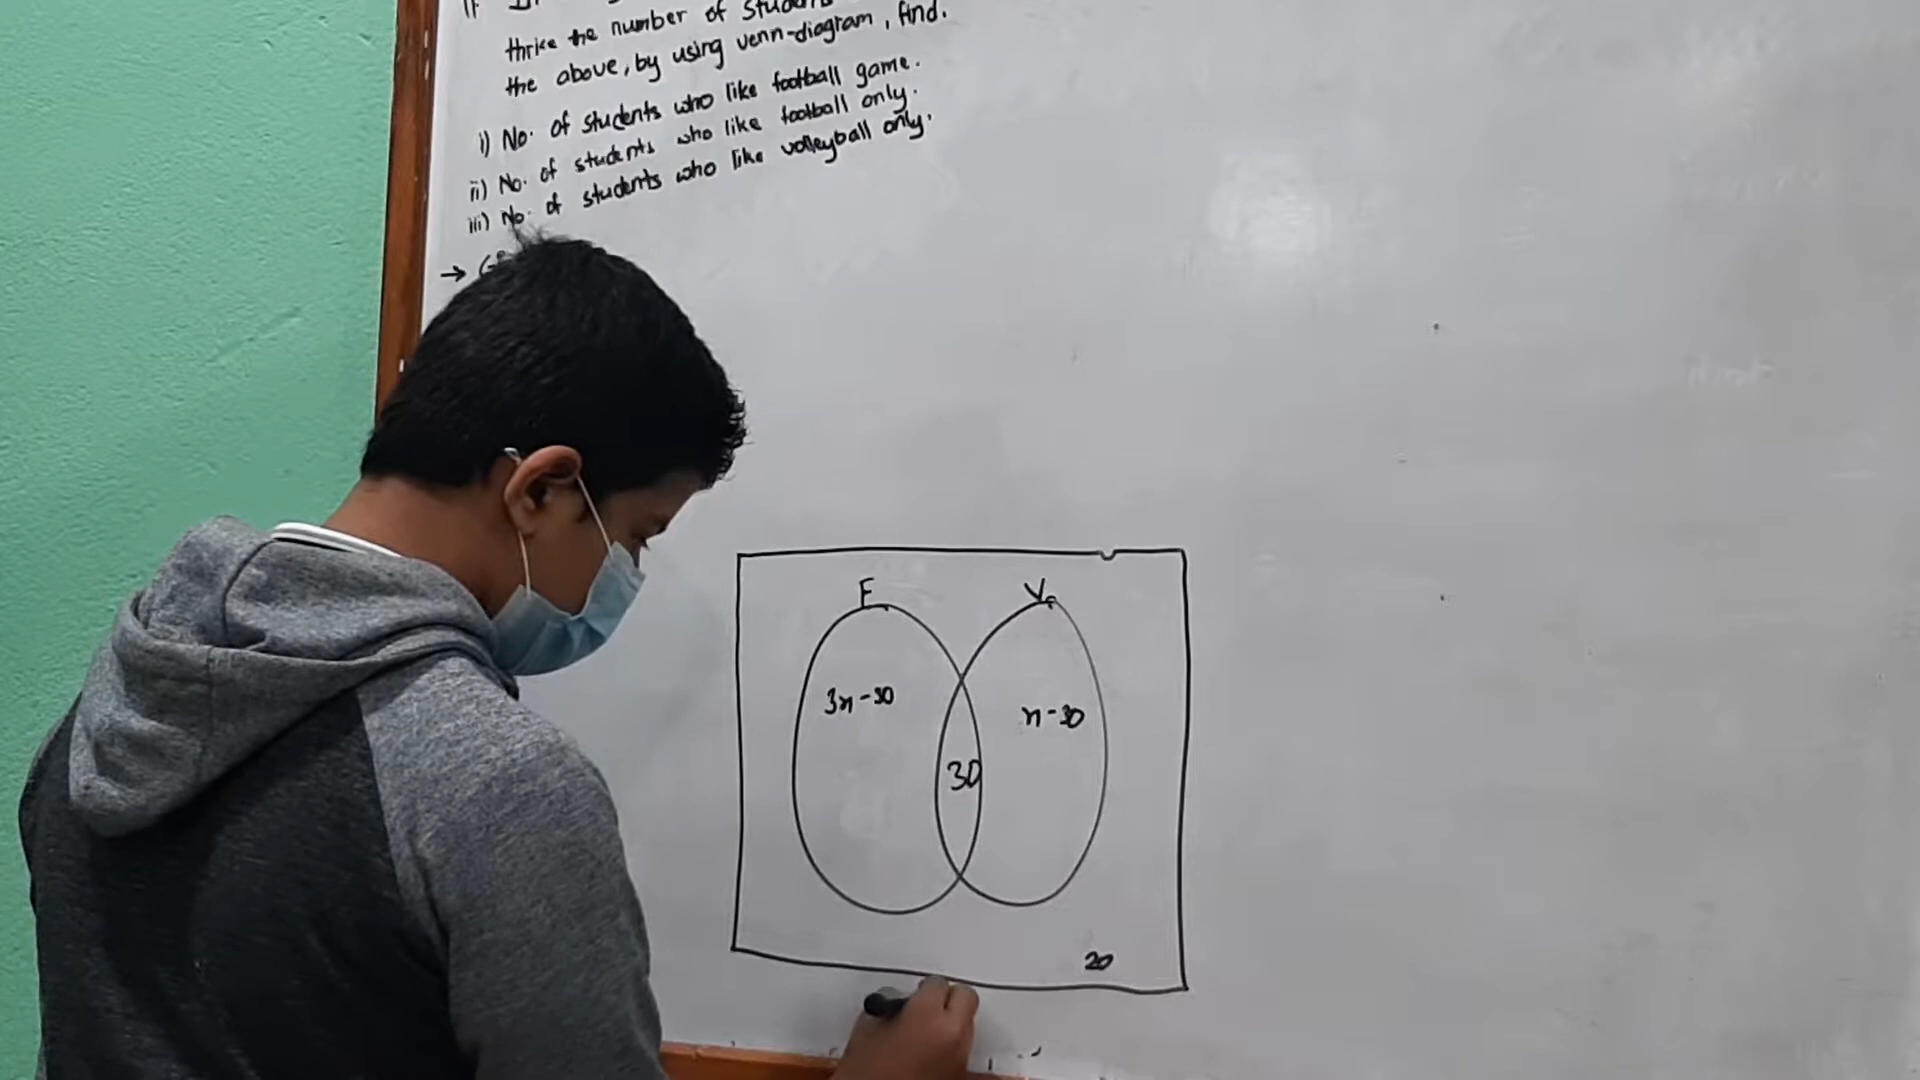 If
thrice the number of students
the above, by using venn-diagram, find.
i) No. of students who like football game.
ii) No. of students who like football only.
iii) No. of students who like volleyball only.
→
F V
3x-30 x-30
30
20